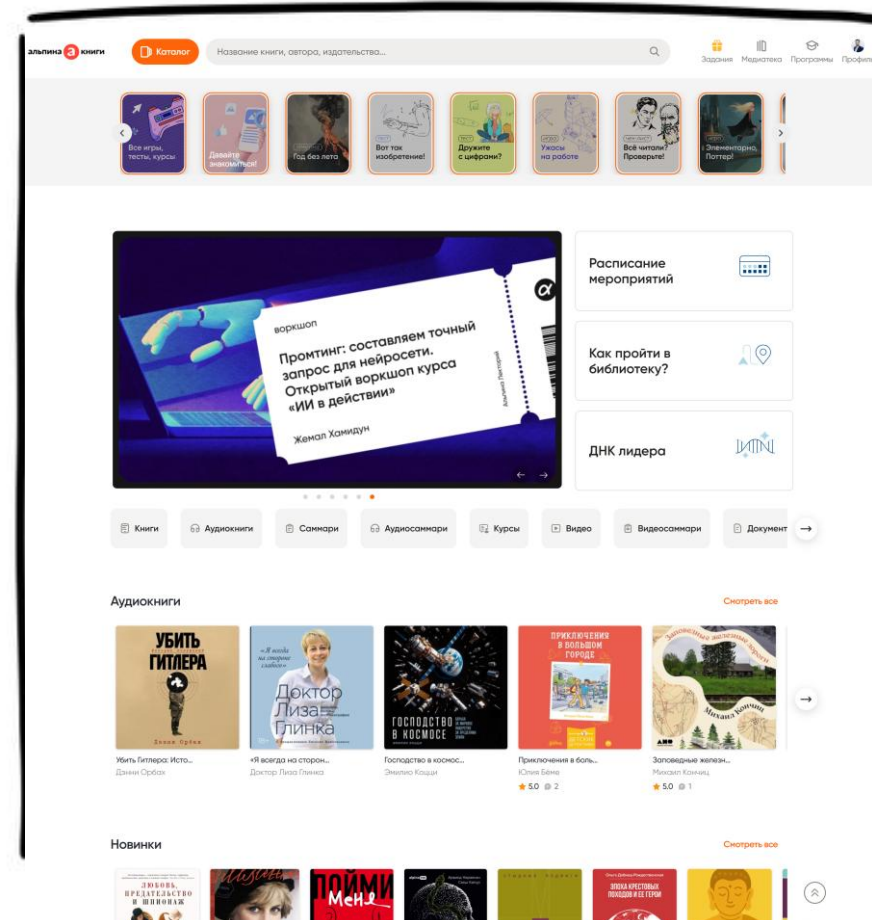 альпина а книги
Каталог
Название книги, автора, издательства...
Задания
Медиатека
Программы
Профиль
Все игры,
тесты, курсы
Давайте
знакомиться!
Год без лета
тест
Вот так
изобретение!
тест
Дружите
с цифрами?
Ужасы
на работе
Всё читали?
Проверьте!
Элементарно,
Поттер!
воркшоп
Промтинг: составляем точный
запрос для нейросети.
Открытый воркшоп курса
«ИИ в действии»
Жемал Хамидун
Альпина Лекторий
Расписание
мероприятий
Как пройти в
библиотеку?
ДНК лидера
Книги
Аудиокниги
Саммари
Аудиосаммари
Курсы
Видео
Видеосаммари
Документ
Аудиокниги
Смотреть все
УБИТЬ
ГИТЛЕРА
Дэнни Орбах
«Я всегда
на стороне
слабого»
Доктор
Лиза
Глинка
ГОСПОДСТВО
В КОСМОСЕ
ПРИКЛЮЧЕНИЯ
В БОЛЬШОМ
ГОРОДЕ
Заповедные железные дороги
Михаил Кончиц
Убить Гитлера: Исто...
Дэнни Орбах
«Я всегда на сторон...
Доктор Лиза Глинка
Господство в космос...
Эмилио Коцци
Приключения в боль...
Юлия Бёме
5.0 2
Заповедные железн...
Михаил Кончиц
5.0 1
Новинки
Смотреть все
ЛЮБОВЬ,
ПРЕДАТЕЛЬСТВО
И ШПИОНАЖ
ПОЙМИ
МЕНЯ
ЭПОХА КРЕСТОВЫХ
ПОХОДОВ И ЕЕ ГЕРОИ